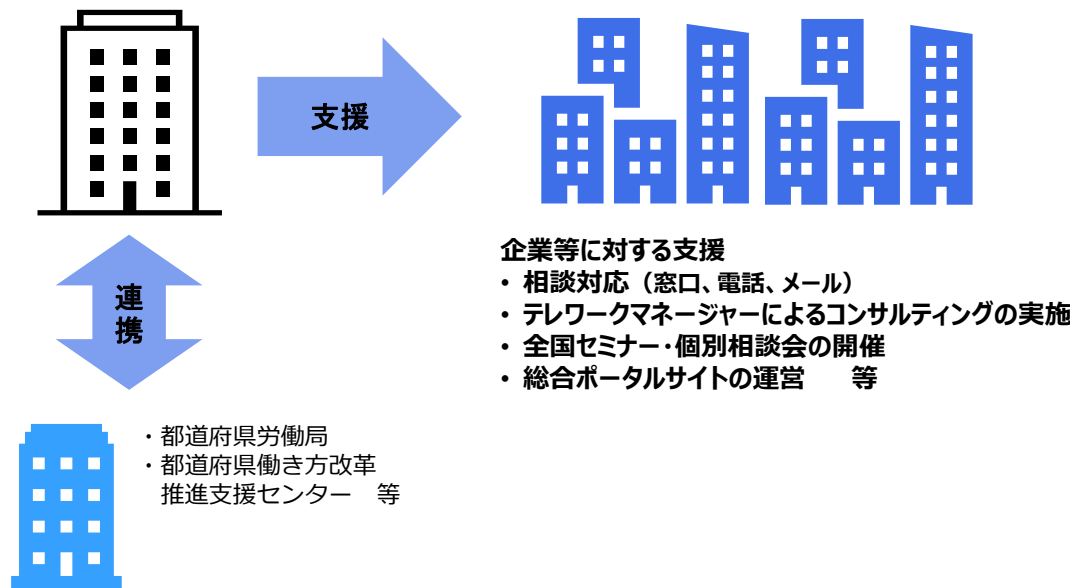 支援
連
携
企業等に対する支援
• 相談対応（窓口、電話、メール）
• テレワークマネージャーによるコンサルティングの実施
• 全国セミナー・個別相談会の開催
• 総合ポータルサイトの運営　　等
・都道府県労働局
・都道府県働き方改革
推進支援センター　等